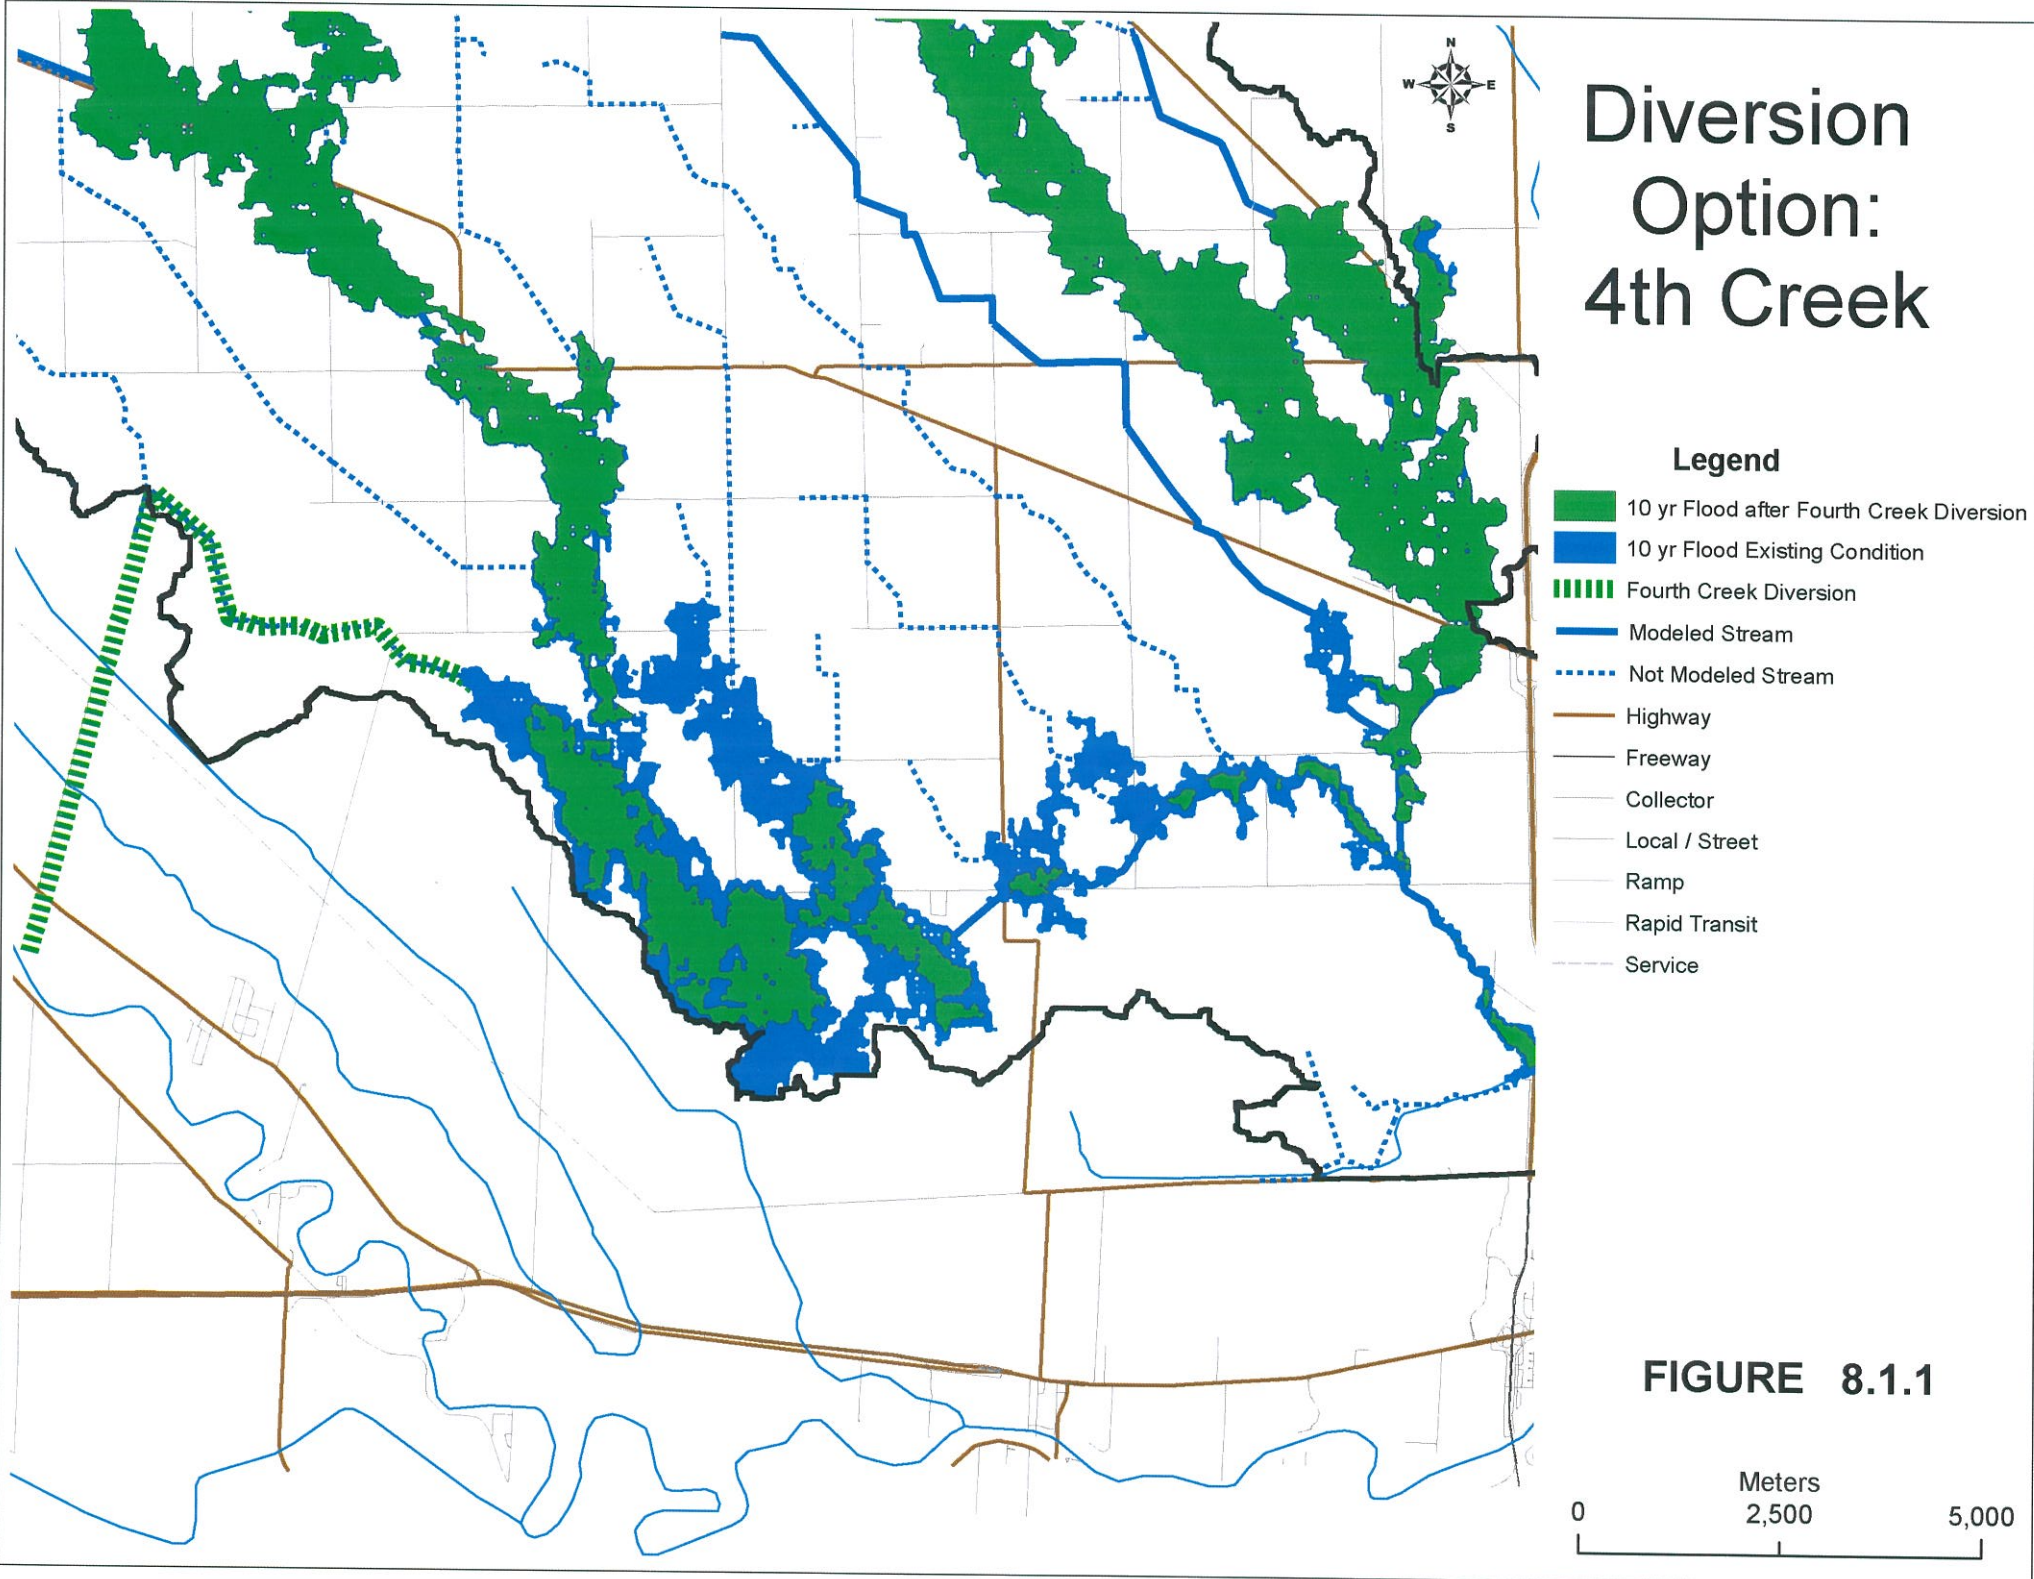 N
W E
S
Diversion
Option:
4th Creek
Legend
10 yr Flood after Fourth Creek Diversion
10 yr Flood Existing Condition
Fourth Creek Diversion
Modeled Stream
Not Modeled Stream
Highway
Freeway
Collector
Local / Street
Ramp
Rapid Transit
Service
FIGURE 8.1.1
Meters
0 2,500 5,000